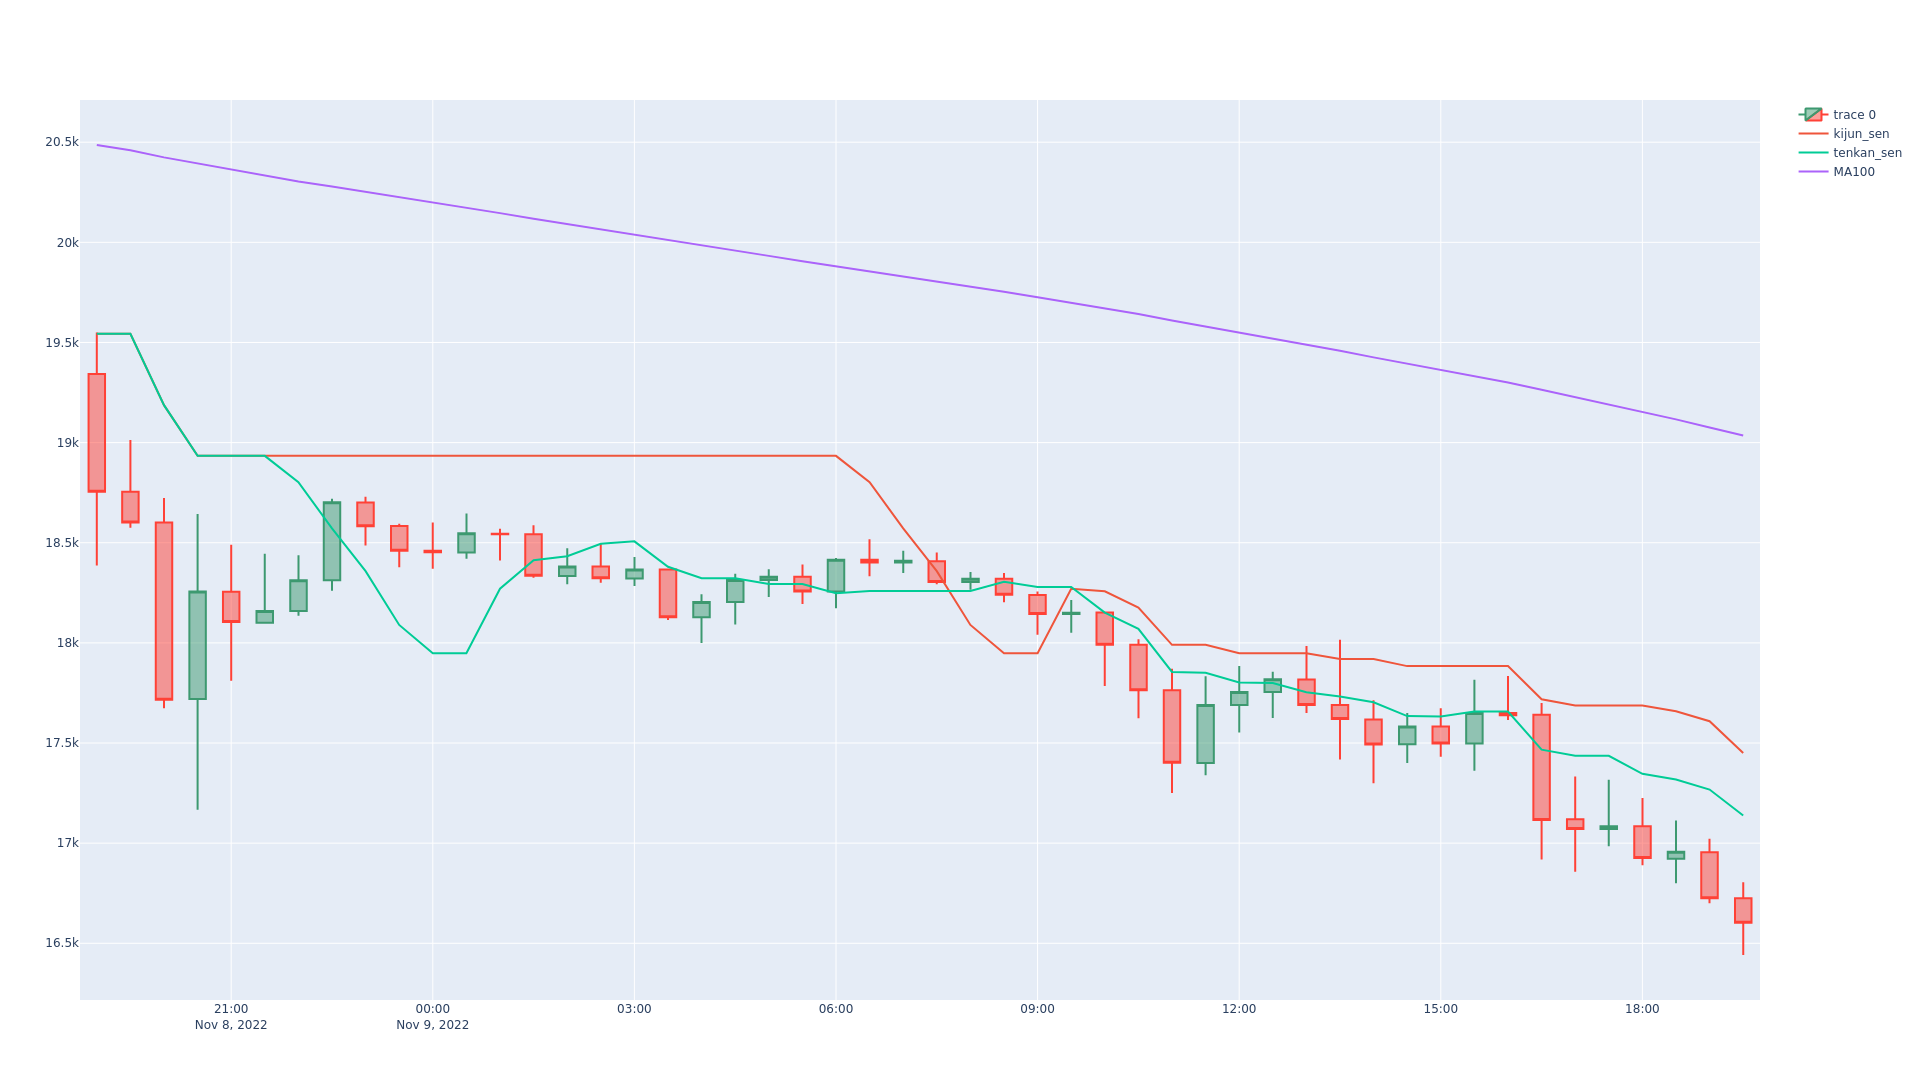 20.5k
20k
19.5k
19k
18.5k
18k
17.5k
17k
16.5k
21:00
Nov 8, 2022
00:00
Nov 9, 2022
03:00
06:00
09:00
12:00
15:00
18:00
trace 0
kijun_sen
tenkan_sen
MA100